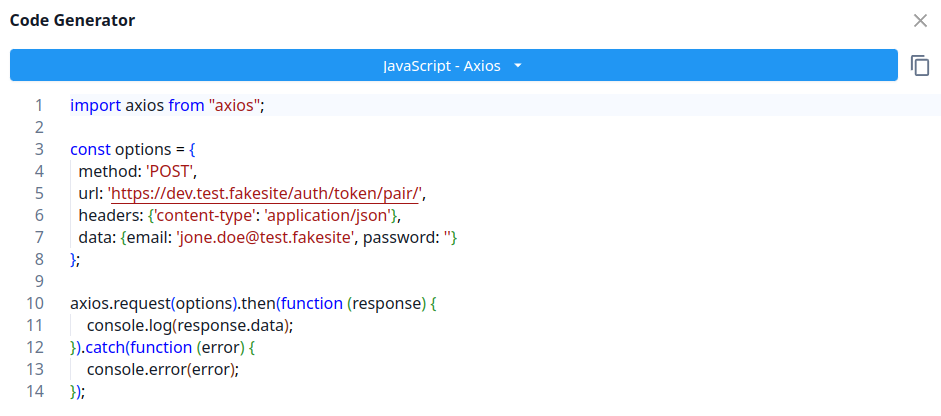 Code Generator
JavaScript - Axios
1 import axios from "axios";
2
3 const options = {
4 method: 'POST',
5 url: 'https://dev.test.fakesite/auth/token/pair/',
6 headers: {'content-type': 'application/json'},
7 data: {email: 'jone.doe@test.fakesite', password: ''}
8 };
9
10 axios.request(options).then(function (response) {
11 console.log(response.data);
12 }).catch(function (error) {
13 console.error(error);
14 });